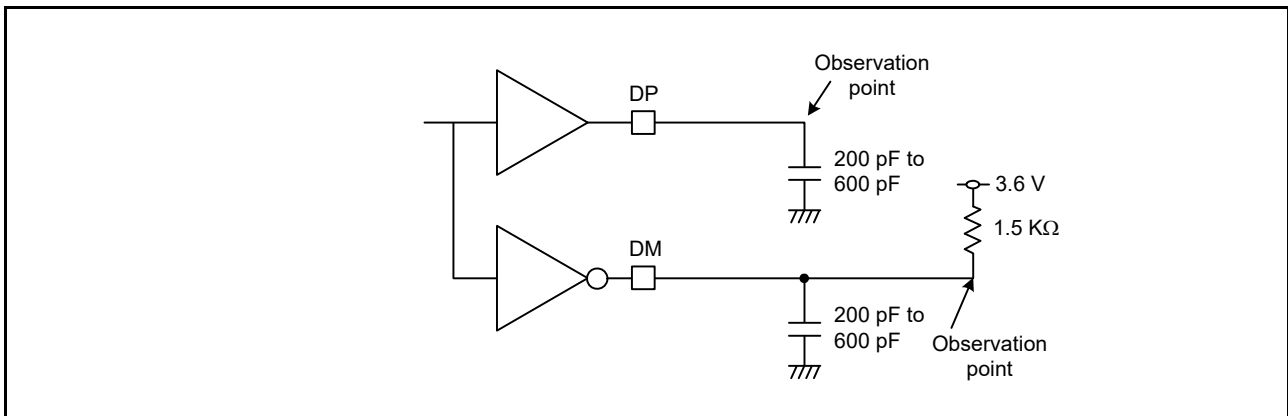 Observation
point
DP
200 pF to
600 pF
3.6 V
1.5 KΩ
DM
200 pF to
600 pF
Observation
point